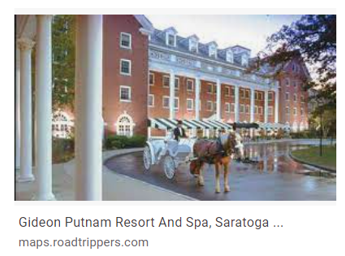 Gideon Putnam Resort And Spa, Saratoga ...
maps.roadtrippers.com